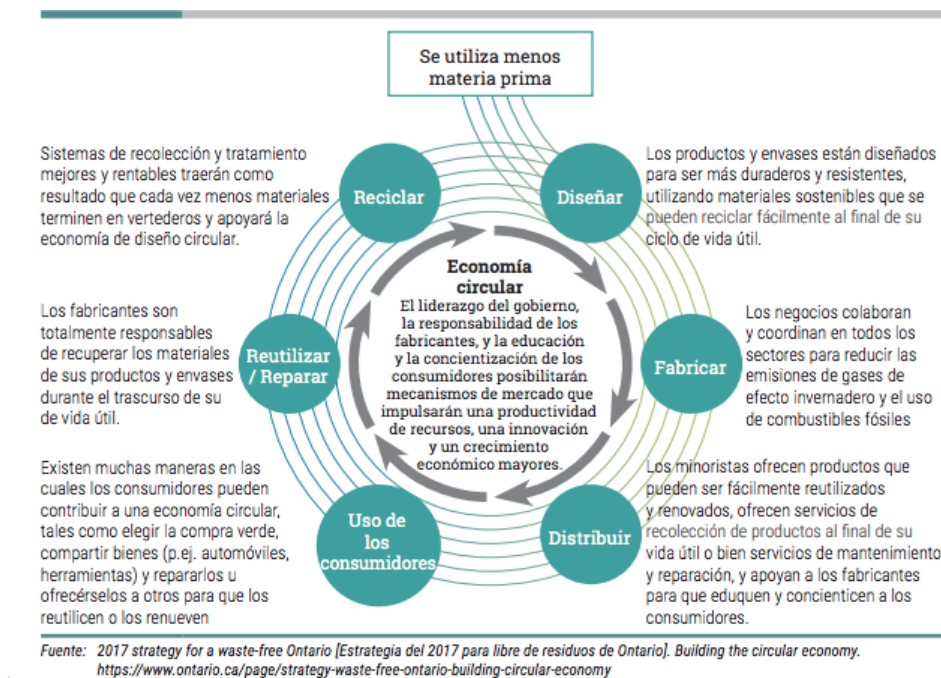 Se utiliza menos
materia prima
Sistemas de recolección y tratamiento
mejores y rentables traerán como
resultado que cada vez menos materiales
terminen en vertederos y apoyará la
economía de diseño circular.
Reciclar
Diseñar
Los productos y envases están diseñados
para ser más duraderos y resistentes,
utilizando materiales sostenibles que se
pueden reciclar fácilmente al final de su
ciclo de vida útil.
Economía
circular
El liderazgo del gobierno,
la responsabilidad de los
fabricantes, y la educación
y la concientización de los
consumidores posibilitarán
mecanismos de mercado que
impulsarán una productividad
de recursos, una innovación
y un crecimiento
económico mayores.
Los fabricantes son
totalmente responsables
de recuperar los materiales
de sus productos y envases
durante el trascurso de su
de vida útil.
Reutilizar
/ Reparar
Fabricar
Los negocios colaboran
y coordinan en todos los
sectores para reducir las
emisiones de gases de
efecto invernadero y el uso
de combustibles fósiles
Existen muchas maneras en las
cuales los consumidores pueden
contribuir a una economía circular,
tales como elegir la compra verde,
compartir bienes (p.ej. automóviles,
herramientas) y repararlos u
ofrecérselos a otros para que los
reutilicen o los renueven
Uso de
los
consumidores
Distribuir
Los minoristas ofrecen productos que
pueden ser fácilmente reutilizados
y renovados, ofrecen servicios de
recolección de productos al final de su
vida útil o bien servicios de mantenimiento
y reparación, y apoyan a los fabricantes
para que eduquen y concienticen a los
consumidores.
Fuente: 2017 strategy for a waste-free Ontario [Estrategia del 2017 para libre de residuos de Ontario]. Building the circular economy.
https://www.ontario.ca/page/strategy-waste-free-ontario-building-circular-economy